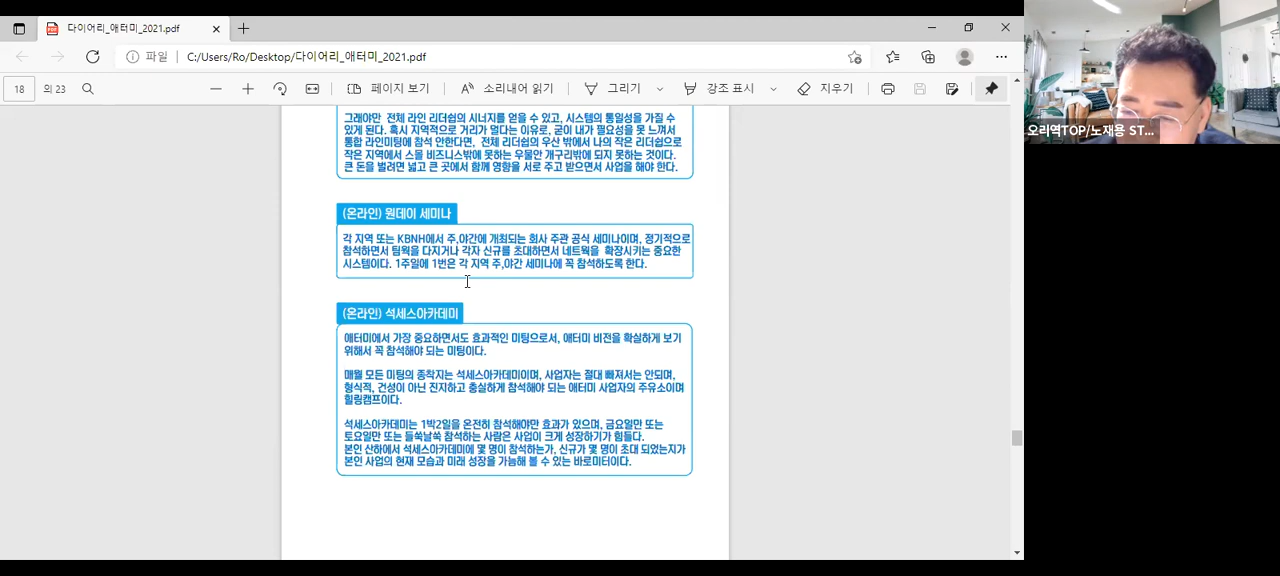 다이어리_애터미_2021.pdf
파일 C:/Users/Ro/Desktop/다이어리_애터미_2021.pdf
18 의 23 페이지 보기 소리내어 읽기 그리기 강조 표시 지우기
오리역TOP/노재용 ST...
그래야만 전체 라인 리더쉽의 시너지를 얻을 수 있고, 시스템의 통일성을 가질 수
있게 된다. 혹시 지역적으로 거리가 멀다는 이유로, 굳이 내가 필요성을 못 느껴서
통합 라인미팅에 참석 안한다면, 전체 리더쉽의 우산 밖에서 나의 작은 리더쉽으로
작은 지역에서 스몰 비즈니스밖에 못하는 우물안 개구리밖에 되지 못하는 것이다.
큰 돈을 벌려면 넓고 큰 곳에서 함께 영향을 서로 주고 받으면서 사업을 해야 한다.
(온라인) 원데이 세미나
각 지역 또는 KBNH에서 주,야간에 개최되는 회사 주관 공식 세미나이며, 정기적으로
참석하면서 팀웍을 다지거나 각자 신규를 초대하면서 네트웍을 확장시키는 중요한
시스템이다. 1주일에 1번은 각 지역 주,야간 세미나에 꼭 참석하도록 한다.
(온라인) 석세스아카데미
애터미에서 가장 중요하면서도 효과적인 미팅으로서, 애터미 비전을 확실하게 보기
위해서 꼭 참석해야 되는 미팅이다.
매월 모든 미팅의 종착지는 석세스아카데미이며, 사업자는 절대 빠져서는 안되며,
형식적, 건성이 아닌 진지하고 충실하게 참석해야 되는 애터미 사업자의 주유소이며
힐링캠프이다.
석세스아카데미는 1박2일을 온전히 참석해야만 효과가 있으며, 금요일만 또는
토요일만 또는 들쑥날쑥 참석하는 사람은 사업이 크게 성장하기가 힘들다.
본인 산하에서 석세스아카데미에 몇 명이 참석하는가, 신규가 몇 명이 초대 되었는지가
본인 사업의 현재 모습과 미래 성장을 가늠해 볼 수 있는 바로미터이다.